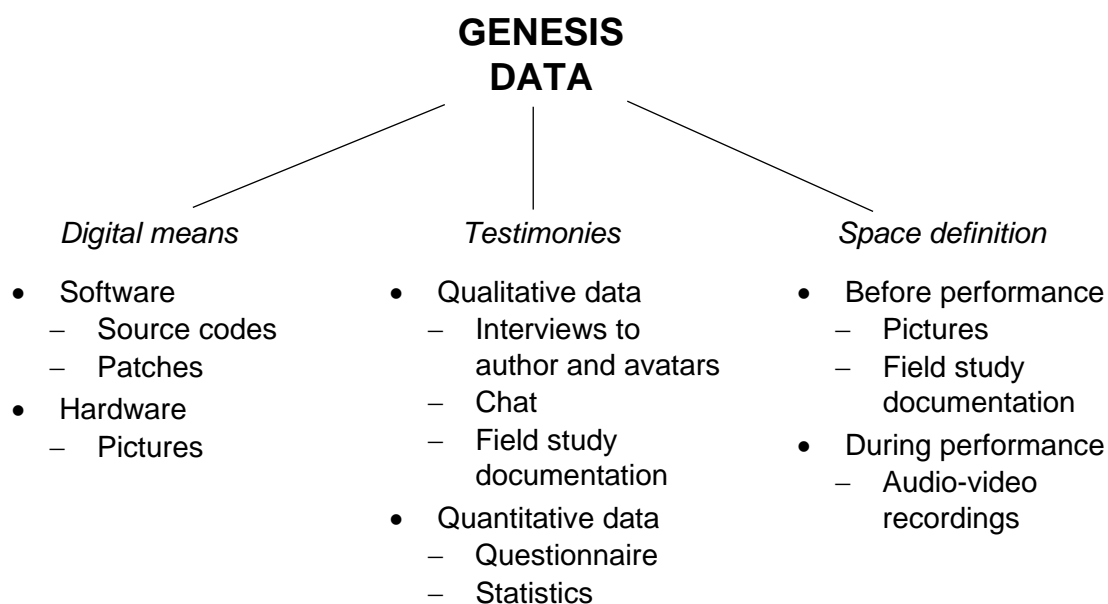 GENESIS
DATA
Digital means
• Software
– Source codes
– Patches
• Hardware
– Pictures
Testimonies
• Qualitative data
– Interviews to
author and avatars
– Chat
– Field study
documentation
• Quantitative data
– Questionnaire
– Statistics
Space definition
• Before performance
– Pictures
– Field study
documentation
• During performance
– Audio-video
recordings